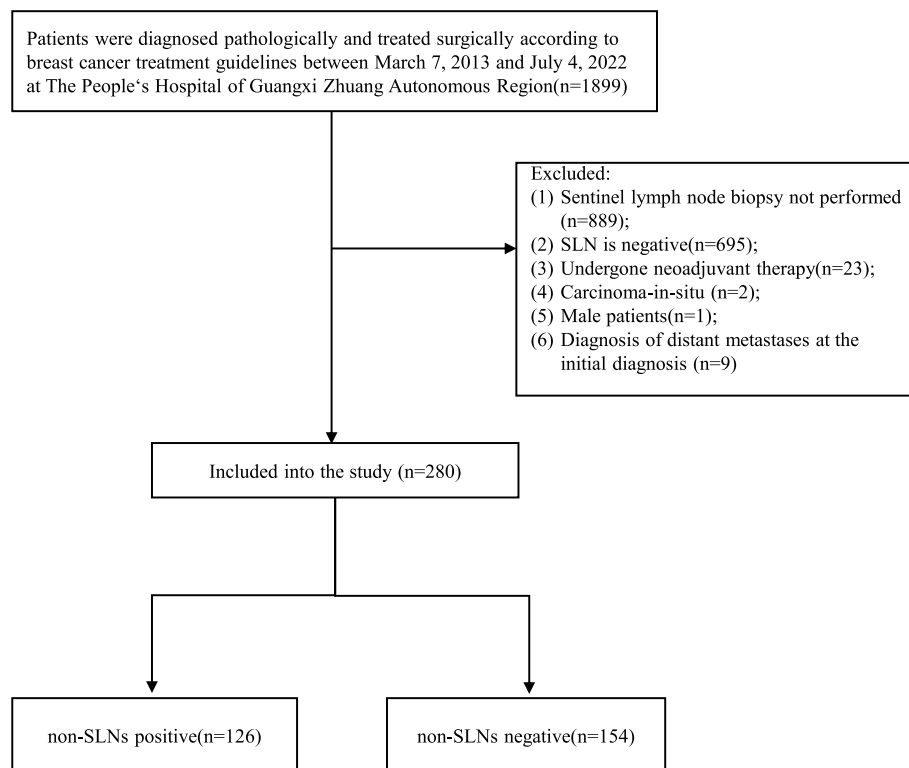 Patients were diagnosed pathologically and treated surgically according to
breast cancer treatment guidelines between March 7, 2013 and July 4, 2022
at The People‘s Hospital of Guangxi Zhuang Autonomous Region(n=1899)
Excluded:
(1) Sentinel lymph node biopsy not performed
(n=889);
(2) SLN is negative(n=695);
(3) Undergone neoadjuvant therapy(n=23);
(4) Carcinoma-in-situ (n=2);
(5) Male patients(n=1);
(6) Diagnosis of distant metastases at the
initial diagnosis (n=9)
Included into the study (n=280)
non-SLNs positive(n=126)
non-SLNs negative(n=154)